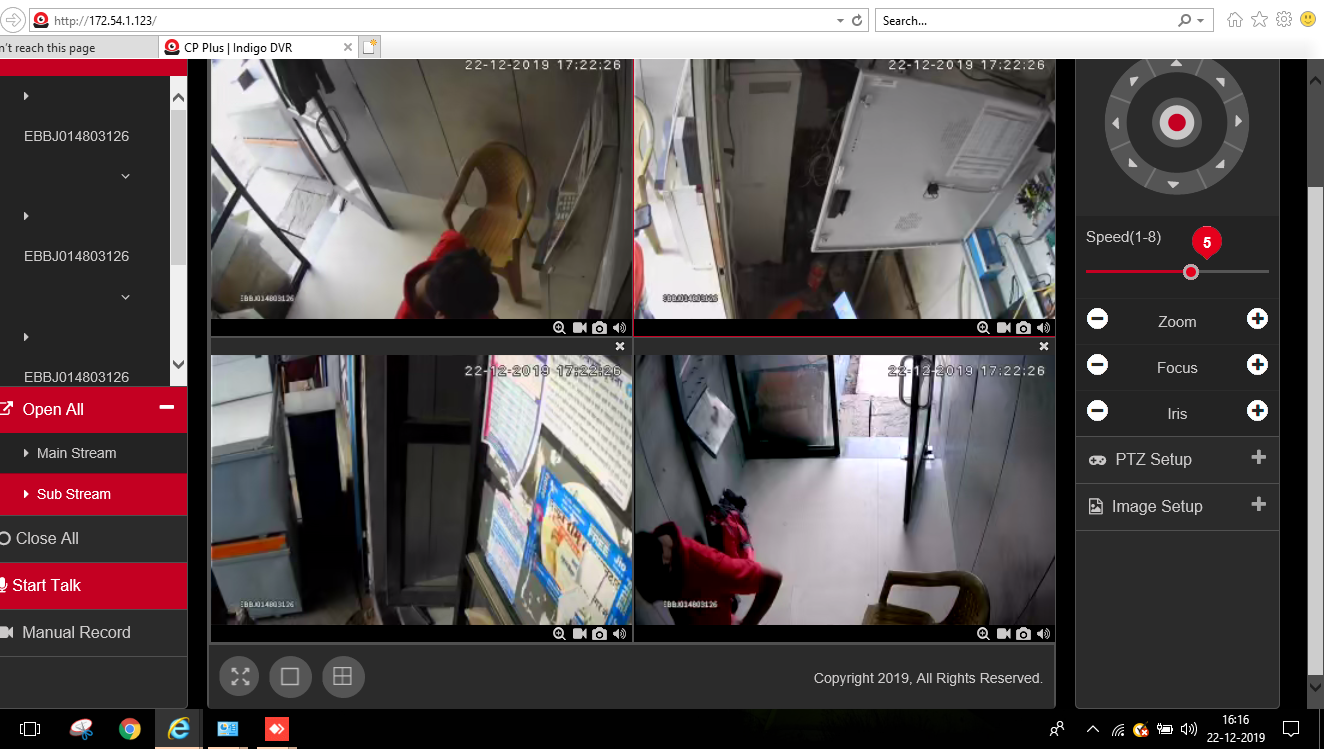 http://172.54.1.123/
Search...
n't reach this page
CP Plus | Indigo DVR
EBBJ014803126
EBBJ014803126
EBBJ014803126
Open All
Main Stream
Sub Stream
Close All
Start Talk
Manual Record
22-12-2019 17:22:26
EBBJ014803126
22-12-2019 17:22:26
EBBJ014803126
22-12-2019 17:22:26
FREE
JIO
EBBJ014803126
22-12-2019 17:22:26
EBBJ014803126
Copyright 2019, All Rights Reserved.
Speed(1-8)
5
Zoom
Focus
Iris
PTZ Setup
Image Setup
16:16
22-12-2019